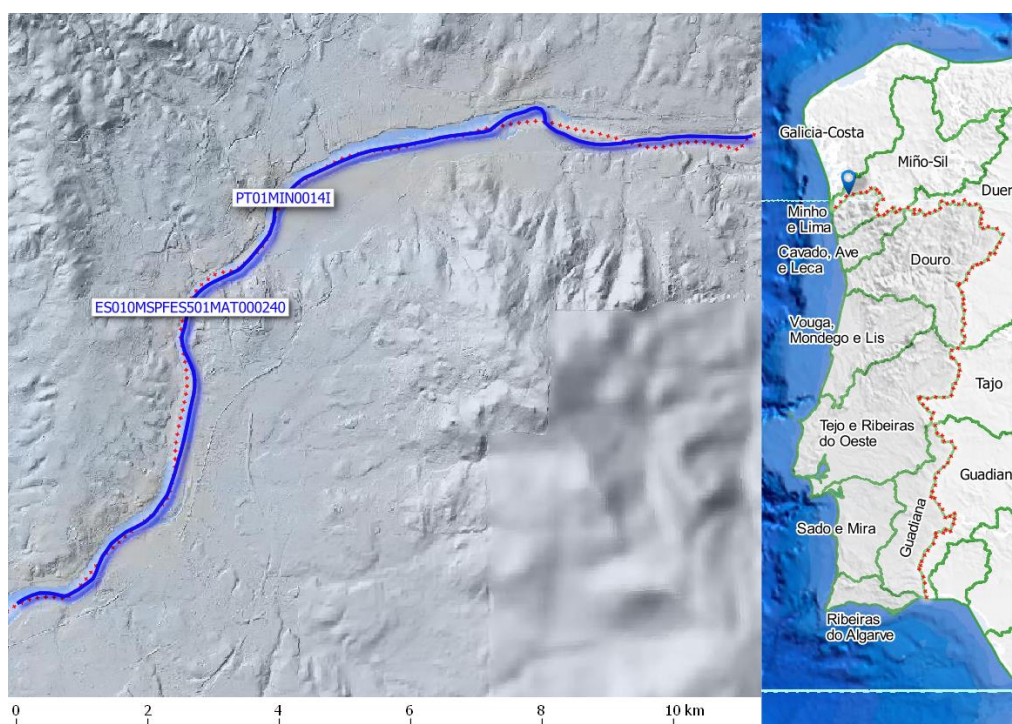 PT01MIN0014I
ES010MSPFES501MAT000240
0 2 4 6 8 10 km
Galicia-Costa
Miño-Sil
Duer
Minho
e Lima
Cavado, Ave
e Leca
Douro
Vouga,
Mondego e Lis
Tajo
Tejo e Ribeiras
do Oeste
Guadian
Sado e Mira
Guadiana
Ribeiras
do Algarve